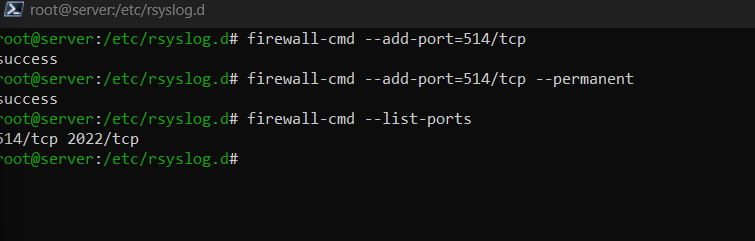 root@server:/etc/rsyslog.d
root@server:/etc/rsyslog.d# firewall-cmd --add-port=514/tcp
success
root@server:/etc/rsyslog.d# firewall-cmd --add-port=514/tcp --permanent
success
root@server:/etc/rsyslog.d# firewall-cmd --list-ports
514/tcp 2022/tcp
root@server:/etc/rsyslog.d#